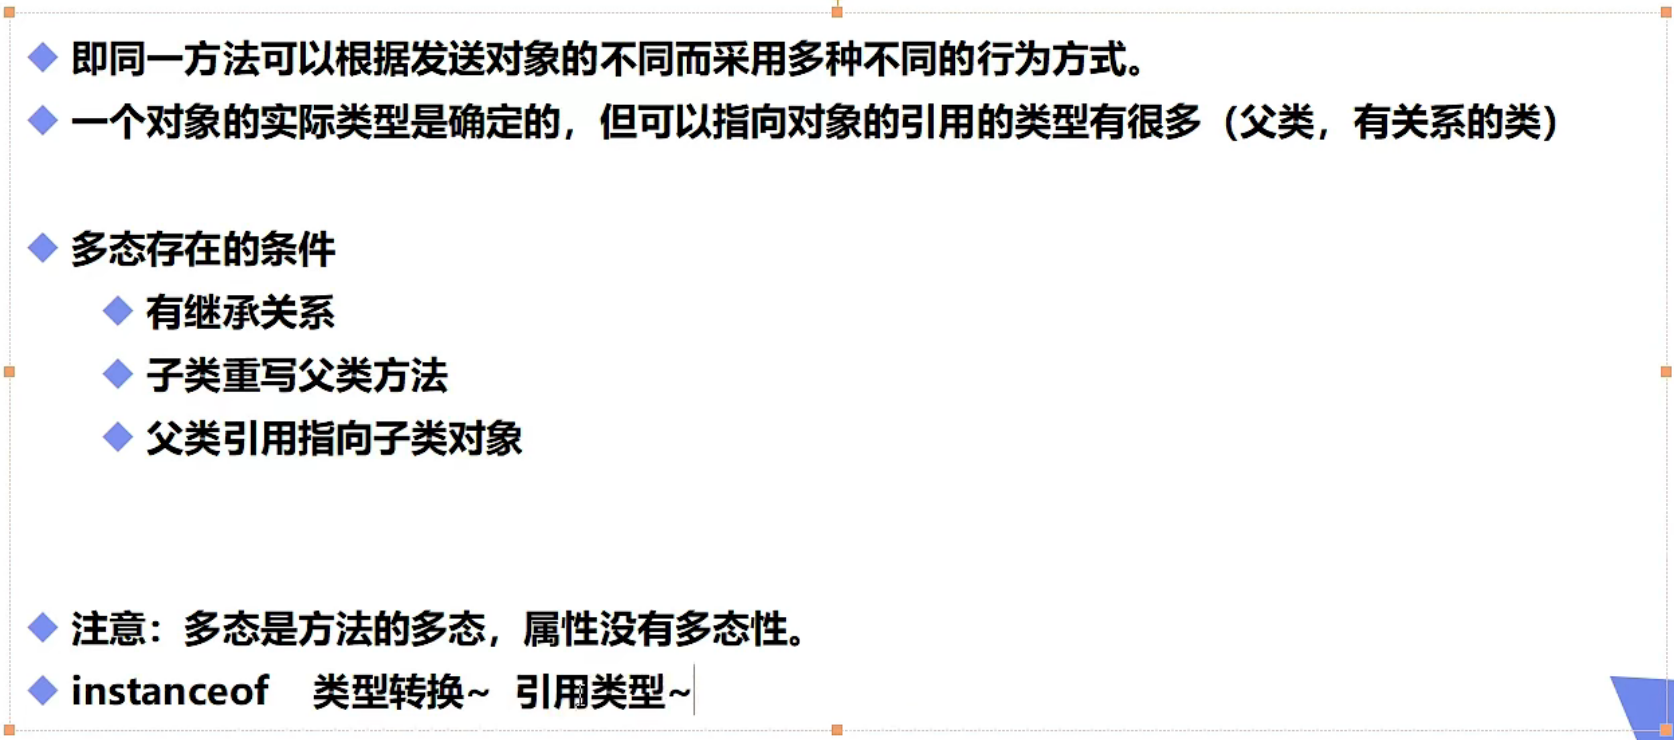 即同一方法可以根据发送对象的不同而采用多种不同的行为方式。
一个对象的实际类型是确定的，但可以指向对象的引用的类型有很多（父类，有关系的类）
多态存在的条件
有继承关系
子类重写父类方法
父类引用指向子类对象
注意：多态是方法的多态，属性没有多态性。
instanceof 类型转换~ 引用类型~